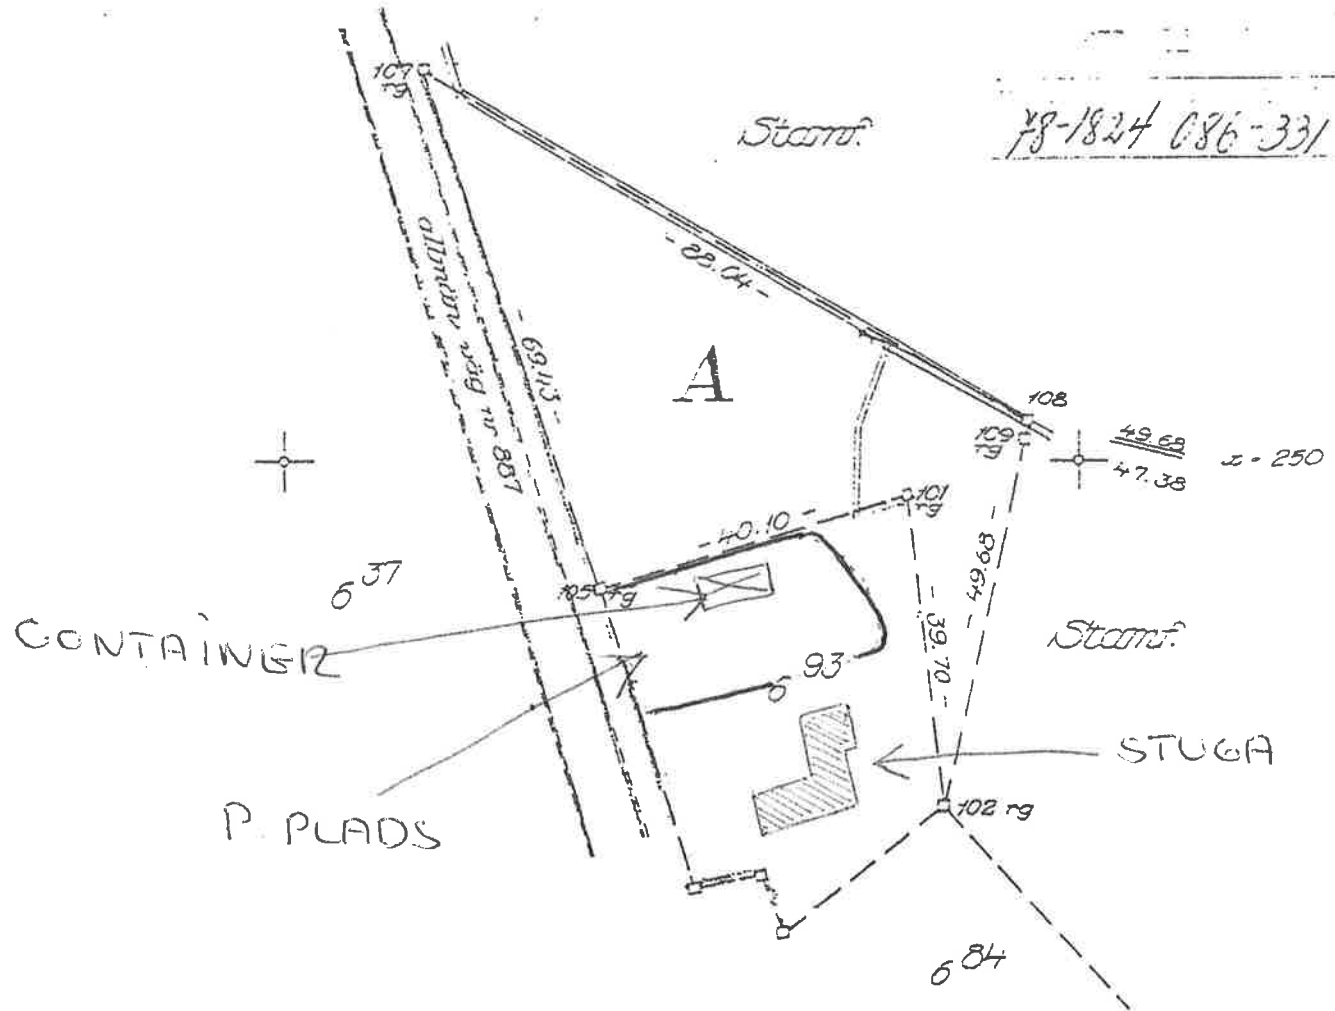 Stamf.
78-1824 086-331
107
rg
- 88.04 -
allmän väg nr 887
- 69.43 -
A
108
109
rg
49.68
47.38
x = 250
101
rg
- 40.10 -
105 rg
6 37
CONTAINER
- 39.70 -
- 49.68 -
Stamf.
6 93
STUGA
P. PLADS
102 rg
6 84